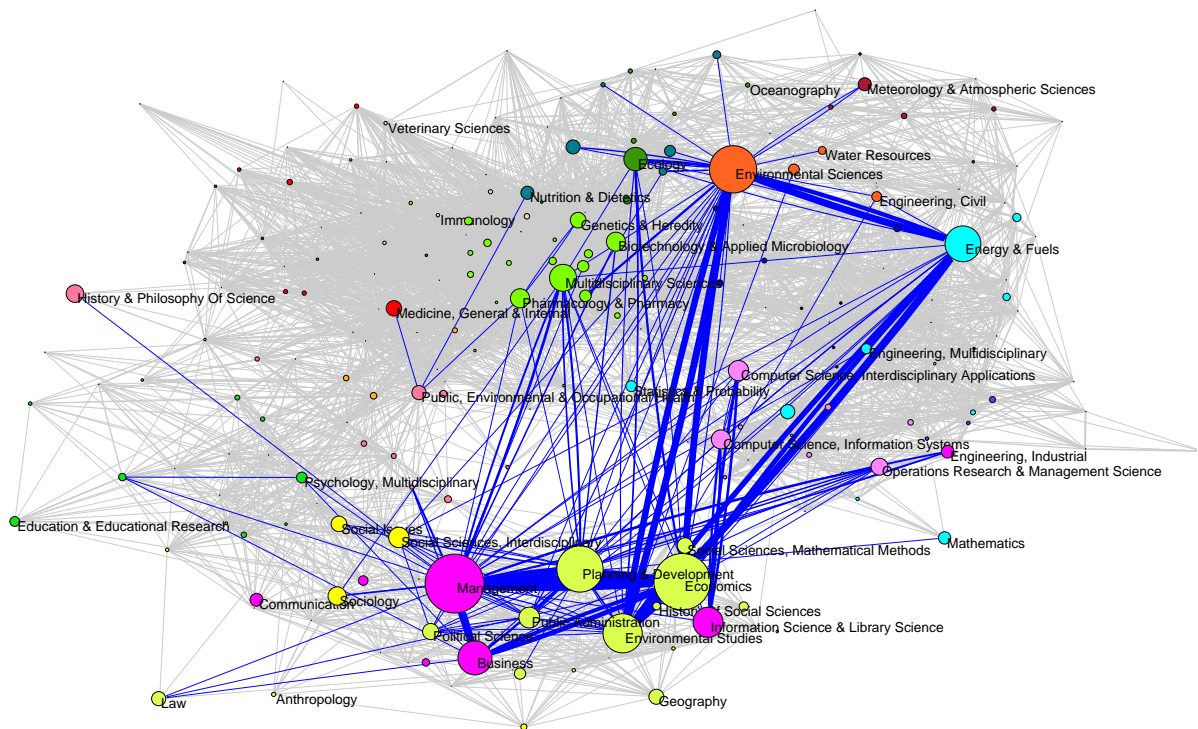 Oceanography
Meteorology & Atmospheric Sciences
Veterinary Sciences
Water Resources
Ecology
Environmental Sciences
Nutrition & Dietetics
Engineering, Civil
Immunology
Genetics & Heredity
Biotechnology & Applied Microbiology
Energy & Fuels
Multidisciplinary Sciences
History & Philosophy Of Science
Pharmacology & Pharmacy
Medicine, General & Internal
Engineering, Multidisciplinary
Computer Science, Interdisciplinary Applications
Statistics & Probability
Public, Environmental & Occupational Health
Computer Science, Information Systems
Engineering, Industrial
Operations Research & Management Science
Psychology, Multidisciplinary
Education & Educational Research
Social Issues
Social Sciences, Interdisciplinary
Mathematics
Social Sciences, Mathematical Methods
Planning & Development
Management
Economics
Communication
Sociology
History of Social Sciences
Public Administration
Information Science & Library Science
Political Science
Environmental Studies
Business
Law
Anthropology
Geography